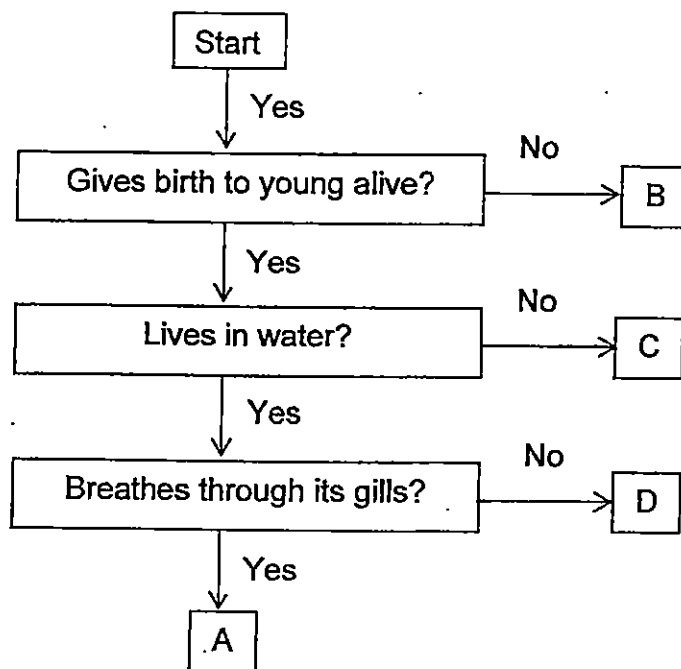 Start
Yes
Gives birth to young alive?
No
B
Yes
Lives in water?
No
C
Yes
Breathes through its gills?
No
D
Yes
A